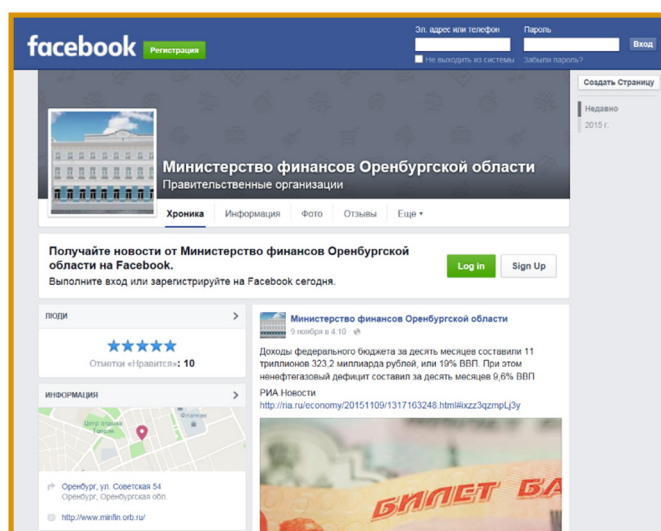 facebook
Регистрация
Эл. адрес или телефон
Пароль
Вход
Не выходить из системы
Забыли пароль?
Создать Страницу
Недавно
2015 г.
Министерство финансов Оренбургской области
Правительственные организации
Хроника Информация Фото Отзывы Еще
Получайте новости от Министерство финансов Оренбургской
области на Facebook.
Выполните вход или зарегистрируйте на Facebook сегодня.
Log in
Sign Up
ЛЮДИ
Отметки «Нравится»: 10
ИНФОРМАЦИЯ
Центр отдыха
Оренбург, ул. Советская 54
Оренбург, Оренбургская обл.
http://www.minfin.orb.ru/
Министерство финансов Оренбургской области
9 ноября в 4:10
Доходы федерального бюджета за десять месяцев составили 11
триллионов 323,2 миллиарда рублей, или 19% ВВП. При этом
ненефтегазовый дефицит составил за десять месяцев 9,6% ВВП
РИА Новости
http://ria.ru/economy/20151109/1317163248.html#ixzz3qzmpLj3y
БИЛЕТ БА